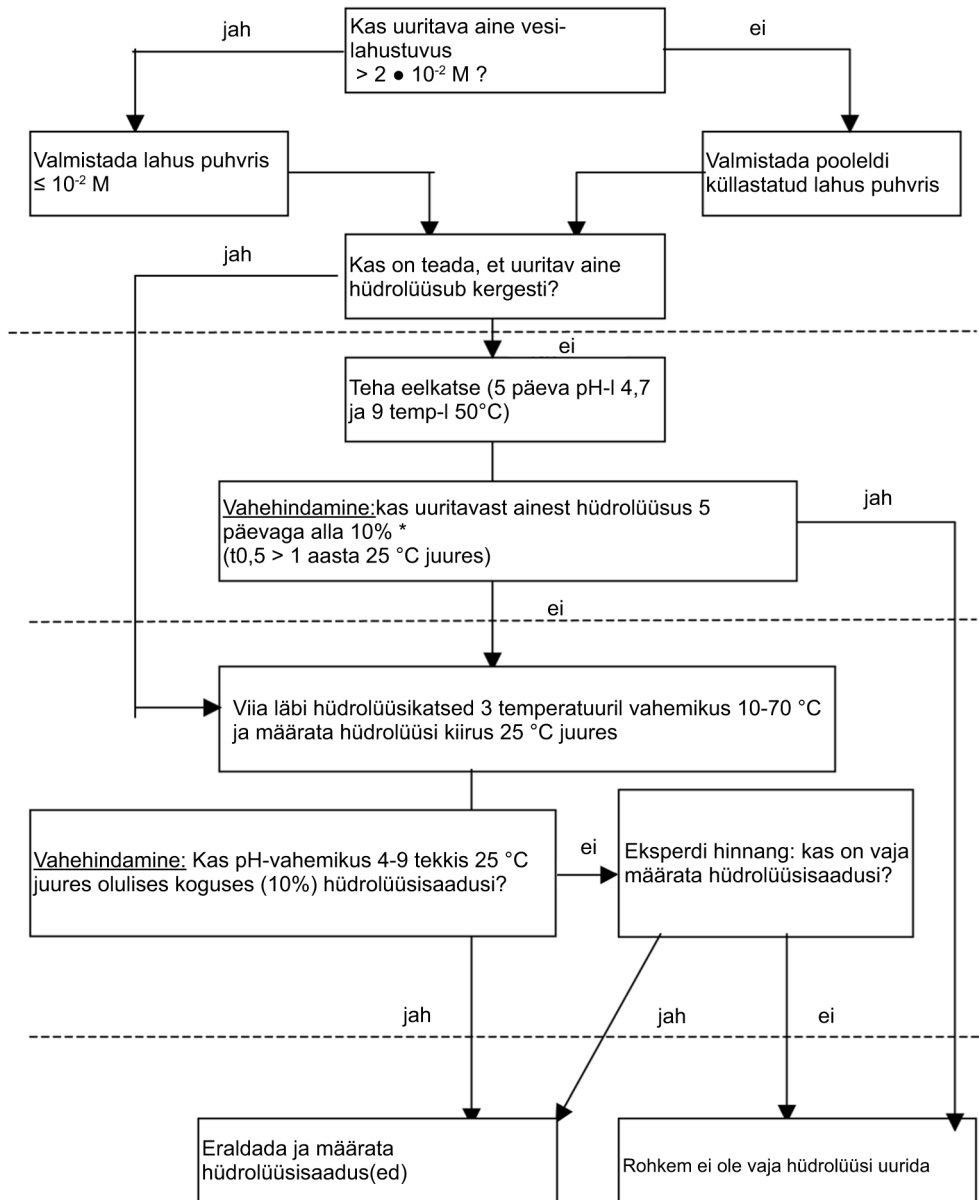 jah
Kas uuritava aine vesi-
lahustuvus
> 2 ● 10⁻² M ?
ei
Valmistada lahus puhvris
≤ 10⁻² M
Valmistada pooleldi
küllastatud lahus puhvris
jah
Kas on teada, et uuritav aine
hüdrolüüsub kergesti?
ei
Teha eelkatse (5 päeva pH-l 4,7
ja 9 temp-l 50°C)
Vahehindamine:kas uuritavast ainest hüdrolüüsus 5
päevaga alla 10% *
(t0,5 > 1 aasta 25 °C juures)
jah
ei
Viia läbi hüdrolüüsikatsed 3 temperatuuril vahemikus 10-70 °C
ja määrata hüdrolüüsi kiirus 25 °C juures
Vahehindamine: Kas pH-vahemikus 4-9 tekkis 25 °C
juures olulises koguses (10%) hüdrolüüsisaadusi?
ei
Eksperdi hinnang: kas on vaja
määrata hüdrolüüsisaadusi?
jah
jah
ei
Eraldada ja määrata
hüdrolüüsisaadus(ed)
Rohkem ei ole vaja hüdrolüüsi uurida